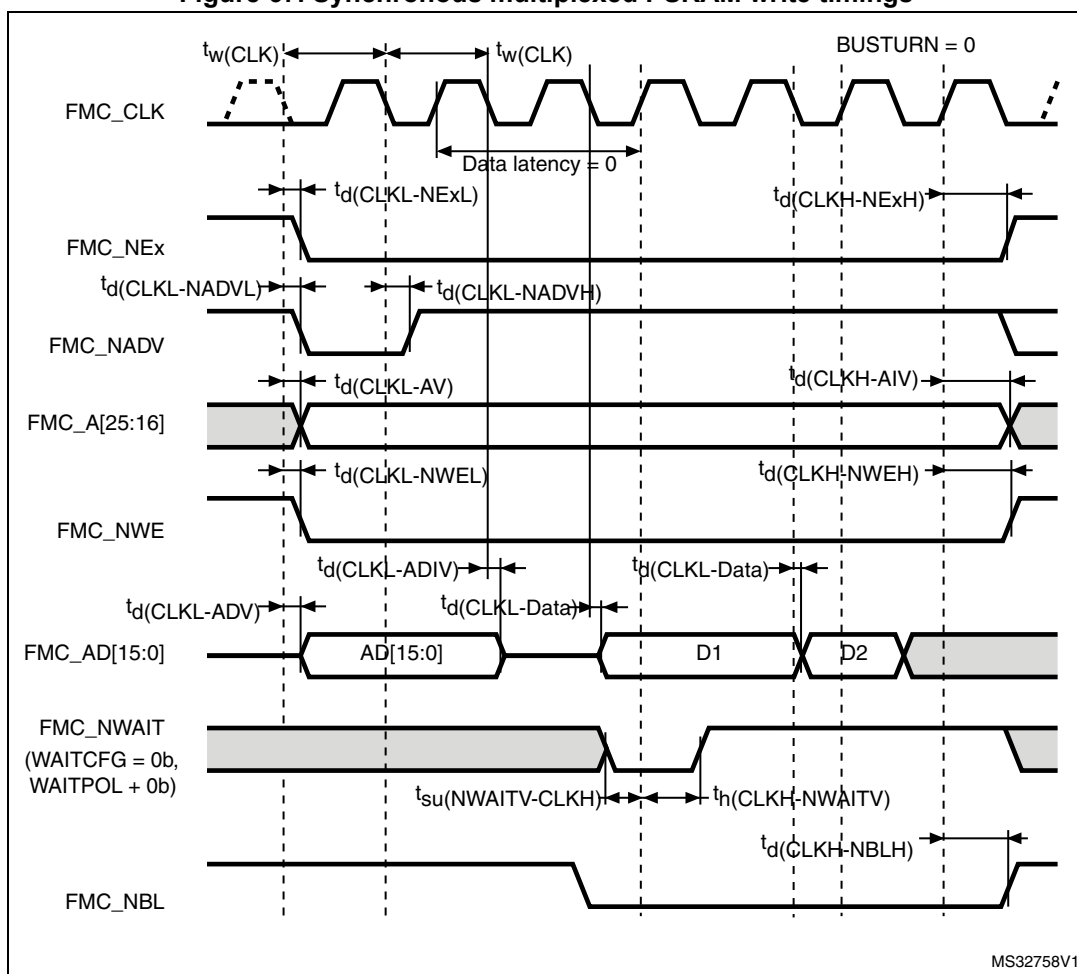 Figure 67. Synchronous multiplexed PSRAM write timings
tw(CLK)
tw(CLK)
BUSTURN = 0
FMC_CLK
Data latency = 0
td(CLKL-NExL)
td(CLKH-NExH)
FMC_NEx
td(CLKL-NADVL)
td(CLKL-NADVH)
FMC_NADV
td(CLKL-AV)
td(CLKH-AIV)
FMC_A[25:16]
td(CLKL-NWEL)
td(CLKH-NWEH)
FMC_NWE
td(CLKL-ADIV)
td(CLKL-Data)
td(CLKL-ADV)
td(CLKL-Data)
FMC_AD[15:0]
AD[15:0]
D1
D2
FMC_NWAIT
(WAITCFG = 0b,
WAITPOL + 0b)
tsu(NWAITV-CLKH)
th(CLKH-NWAITV)
td(CLKH-NBLH)
FMC_NBL
MS32758V1